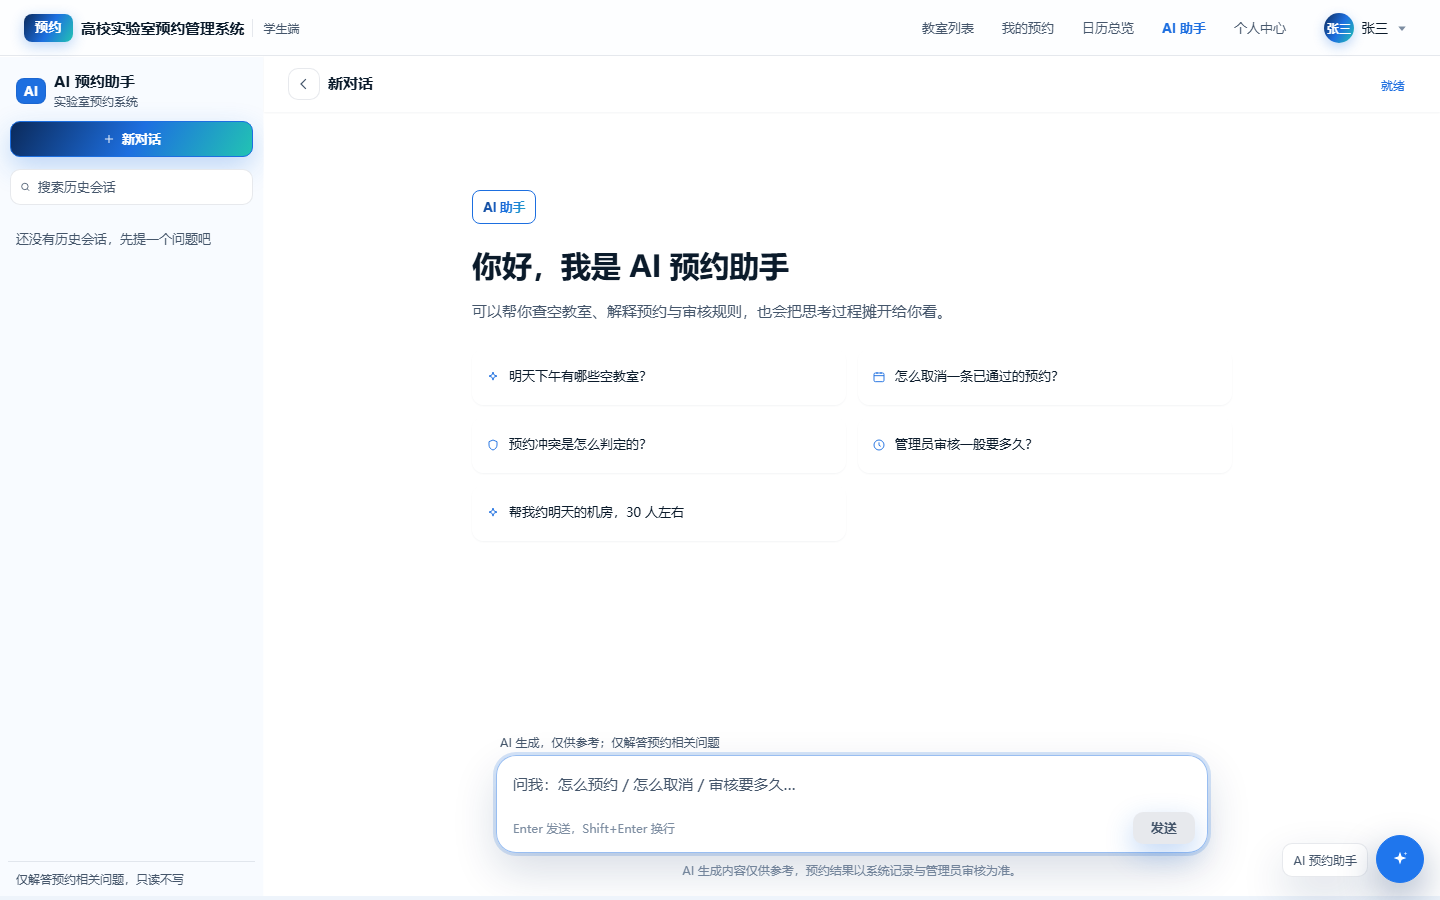 预约 高校实验室预约管理系统 学生端 教室列表 我的预约 日历总览 AI 助手 个人中心 张三 张三
AI AI 预约助手
实验室预约系统
+ 新对话
搜索历史会话
还没有历史会话，先提一个问题吧
仅解答预约相关问题，只读不写
新对话 就绪
AI 助手
你好，我是 AI 预约助手
可以帮你查空教室、解释预约与审核规则，也会把思考过程摊开给你看。
明天下午有哪些空教室？
怎么取消一条已通过的预约？
预约冲突是怎么判定的？
管理员审核一般要多久？
帮我约明天的机房，30 人左右
AI 生成，仅供参考；仅解答预约相关问题
问我：怎么预约 / 怎么取消 / 审核要多久...
Enter 发送，Shift+Enter 换行 发送
AI 生成内容仅供参考，预约结果以系统记录与管理员审核为准。
AI 预约助手